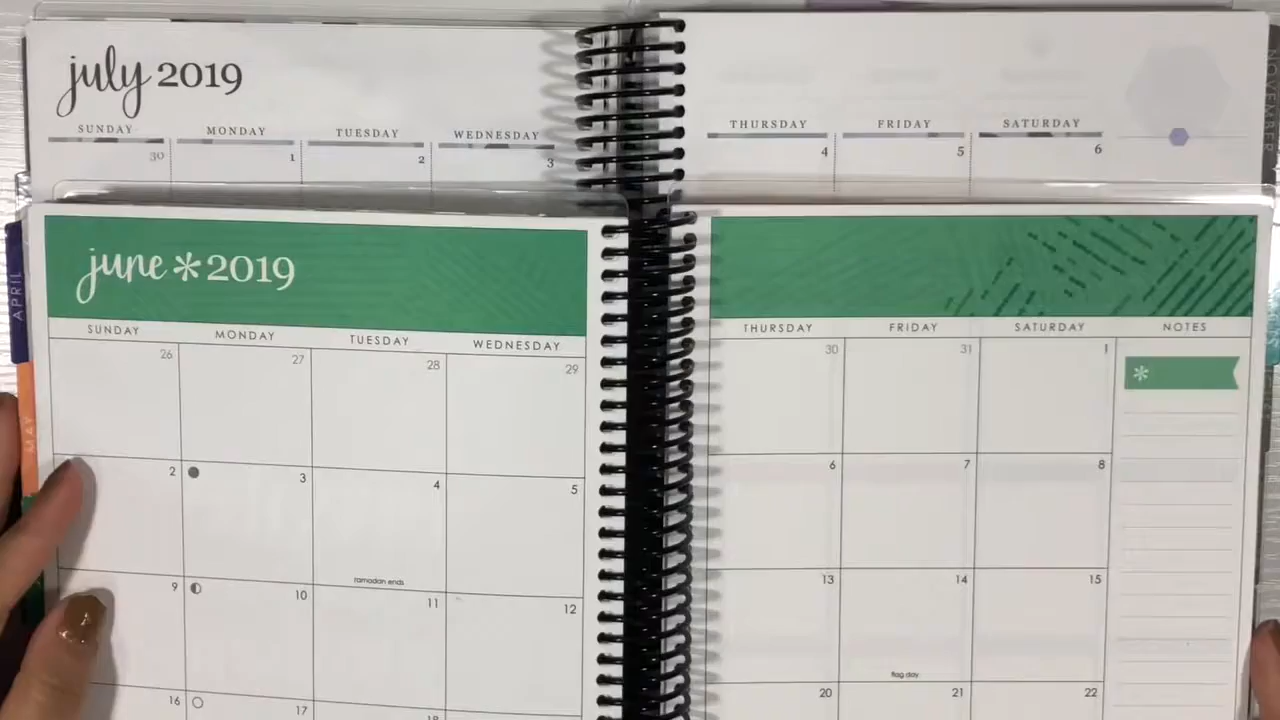 july 2019
SUNDAY MONDAY TUESDAY WEDNESDAY THURSDAY FRIDAY SATURDAY
30 1 2 3 4 5 6
NOVEMBER
june * 2019
APRIL
SUNDAY MONDAY TUESDAY WEDNESDAY THURSDAY FRIDAY SATURDAY NOTES
26 27 28 29 30 31 1
*
MAY
2 3 4 5 6 7 8
ramadan ends
9 10 11 12 13 14 15
flag day
16 17 18 20 21 22